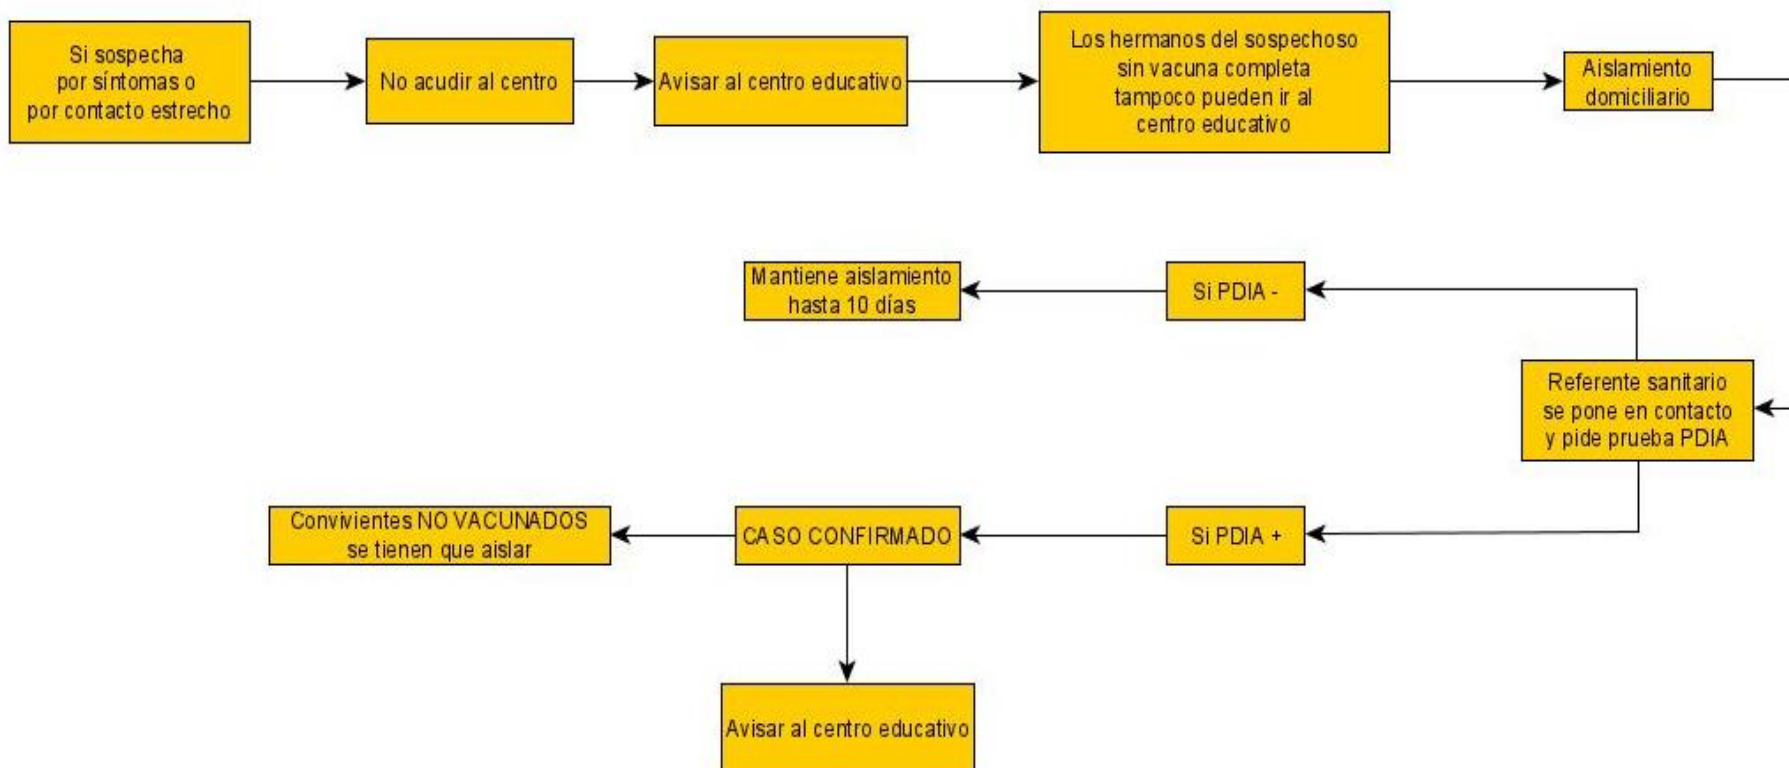 Si sospecha
por síntomas o
por contacto estrecho
No acudir al centro
Avisar al centro educativo
Los hermanos del sospechoso
sin vacuna completa
tampoco pueden ir al
centro educativo
Aislamiento
domiciliario
Referente sanitario
se pone en contacto
y pide prueba PDIA
Si PDIA -
Mantiene aislamiento
hasta 10 días
Si PDIA +
CASO CONFIRMADO
Convivientes NO VACUNADOS
se tienen que aislar
Avisar al centro educativo